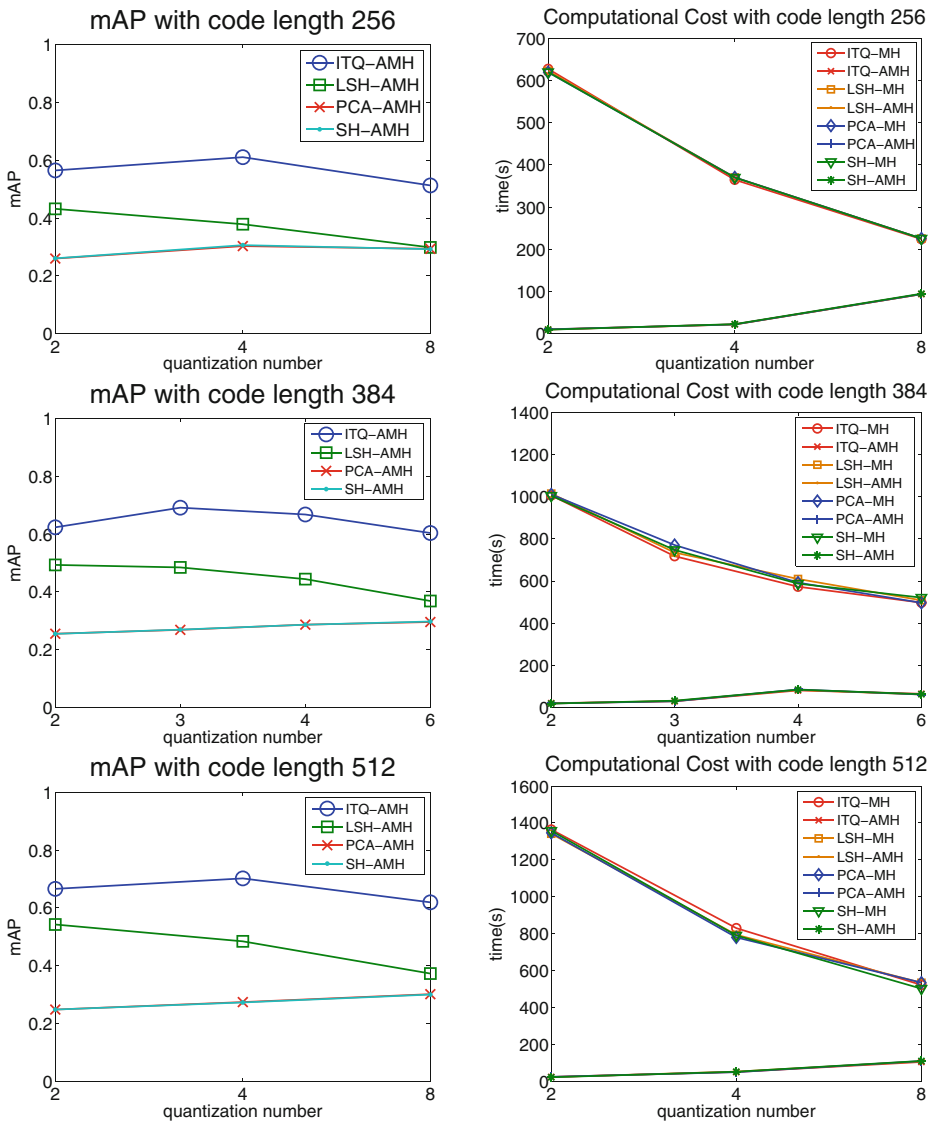 mAP with code length 256
1
0.8
0.6
0.4
0.2
0
mAP
2
4
8
quantization number
ITQ−AMH
LSH−AMH
PCA−AMH
SH−AMH
Computational Cost with code length 256
700
600
500
400
300
200
100
0
time(s)
2
4
8
quantization number
ITQ−MH
ITQ−AMH
LSH−MH
LSH−AMH
PCA−MH
PCA−AMH
SH−MH
SH−AMH
mAP with code length 384
1
0.8
0.6
0.4
0.2
0
mAP
2
3
4
6
quantization number
ITQ−AMH
LSH−AMH
PCA−AMH
SH−AMH
Computational Cost with code length 384
1400
1200
1000
800
600
400
200
0
time(s)
2
3
4
6
quantization number
ITQ−MH
ITQ−AMH
LSH−MH
LSH−AMH
PCA−MH
PCA−AMH
SH−MH
SH−AMH
mAP with code length 512
1
0.8
0.6
0.4
0.2
0
mAP
2
4
8
quantization number
ITQ−AMH
LSH−AMH
PCA−AMH
SH−AMH
Computational Cost with code length 512
1600
1400
1200
1000
800
600
400
200
0
time(s)
2
4
8
quantization number
ITQ−MH
ITQ−AMH
LSH−MH
LSH−AMH
PCA−MH
PCA−AMH
SH−MH
SH−AMH